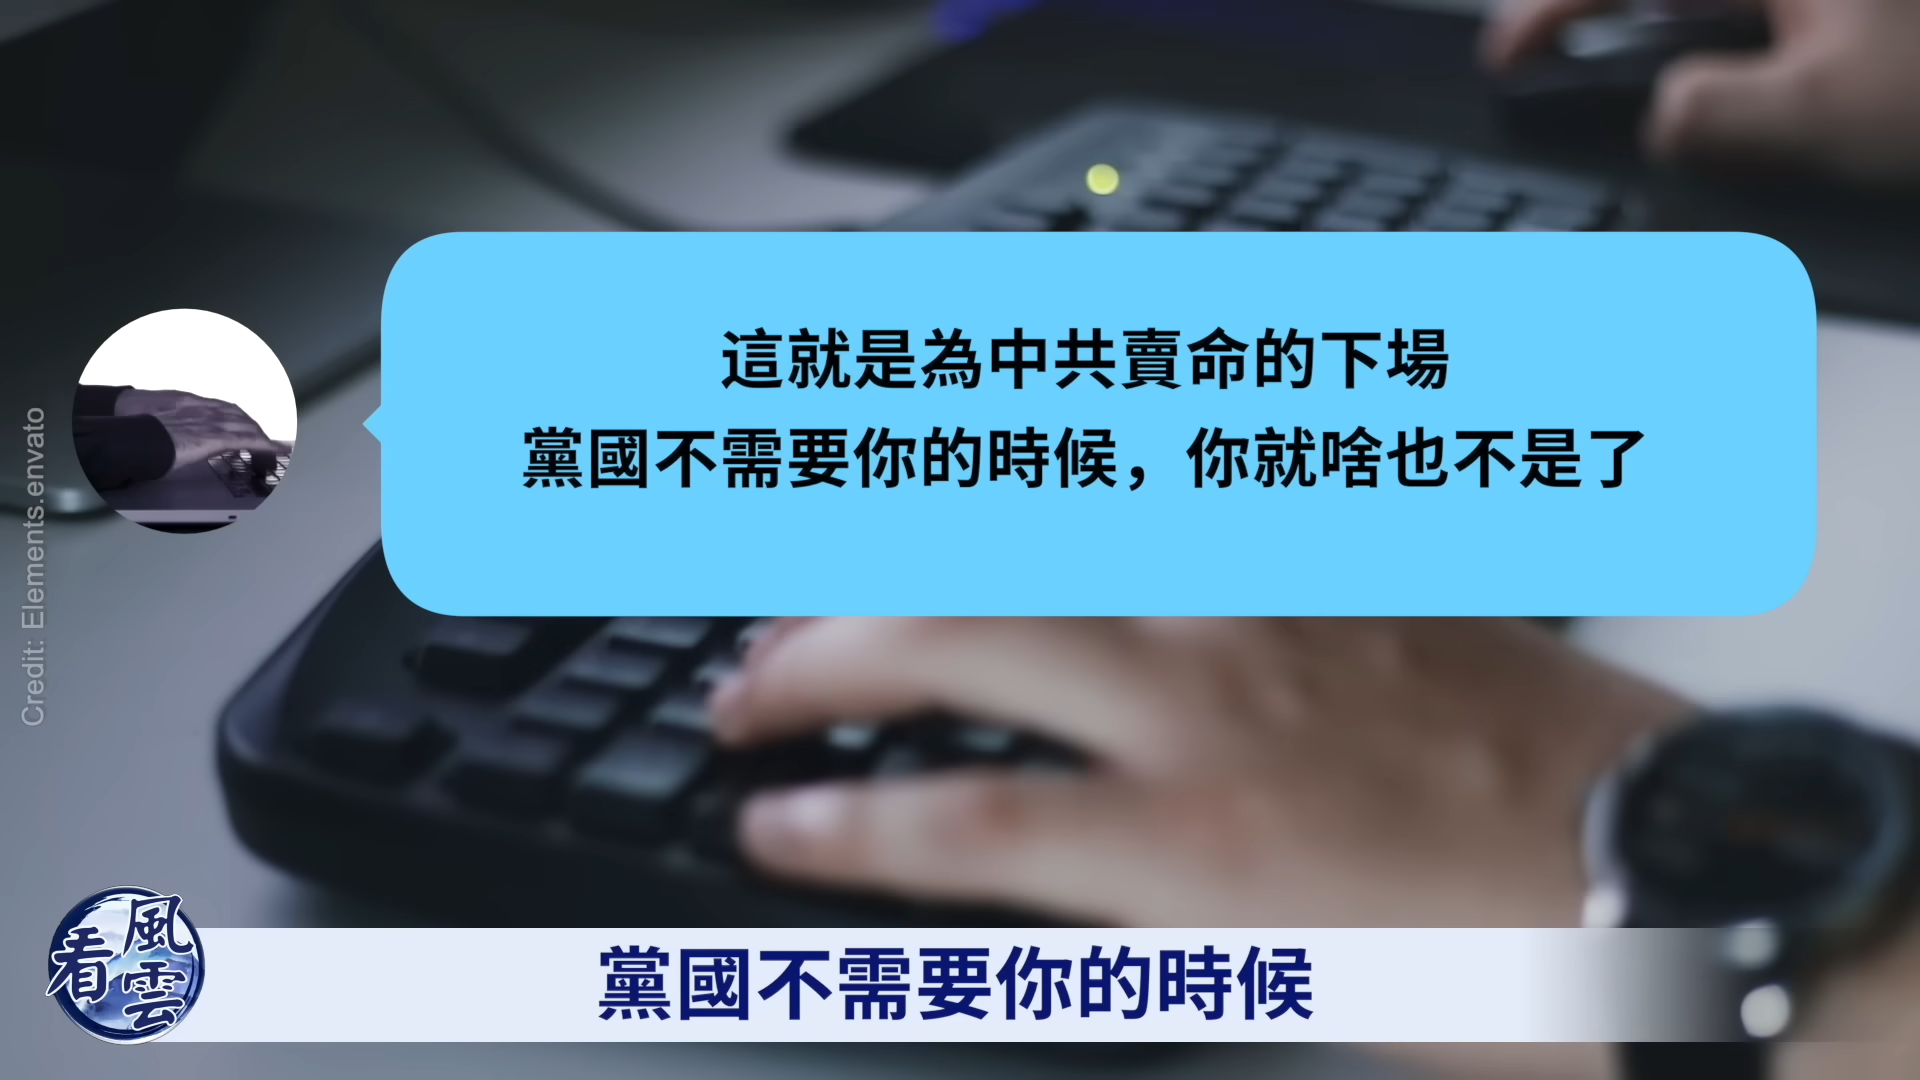 這就是為中共賣命的下場
黨國不需要你的時候，你就啥也不是了
Credit: Elements.envato
看風雲
黨國不需要你的時候